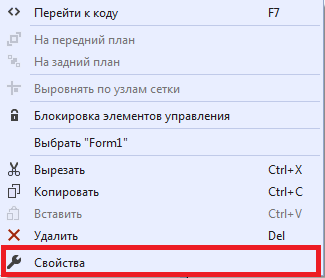 Перейти к коду F7
На передний план
На задний план
Выровнять по узлам сетки
Блокировка элементов управления
Выбрать "Form1"
Вырезать Ctrl+X
Копировать Ctrl+C
Вставить Ctrl+V
Удалить Del
Свойства